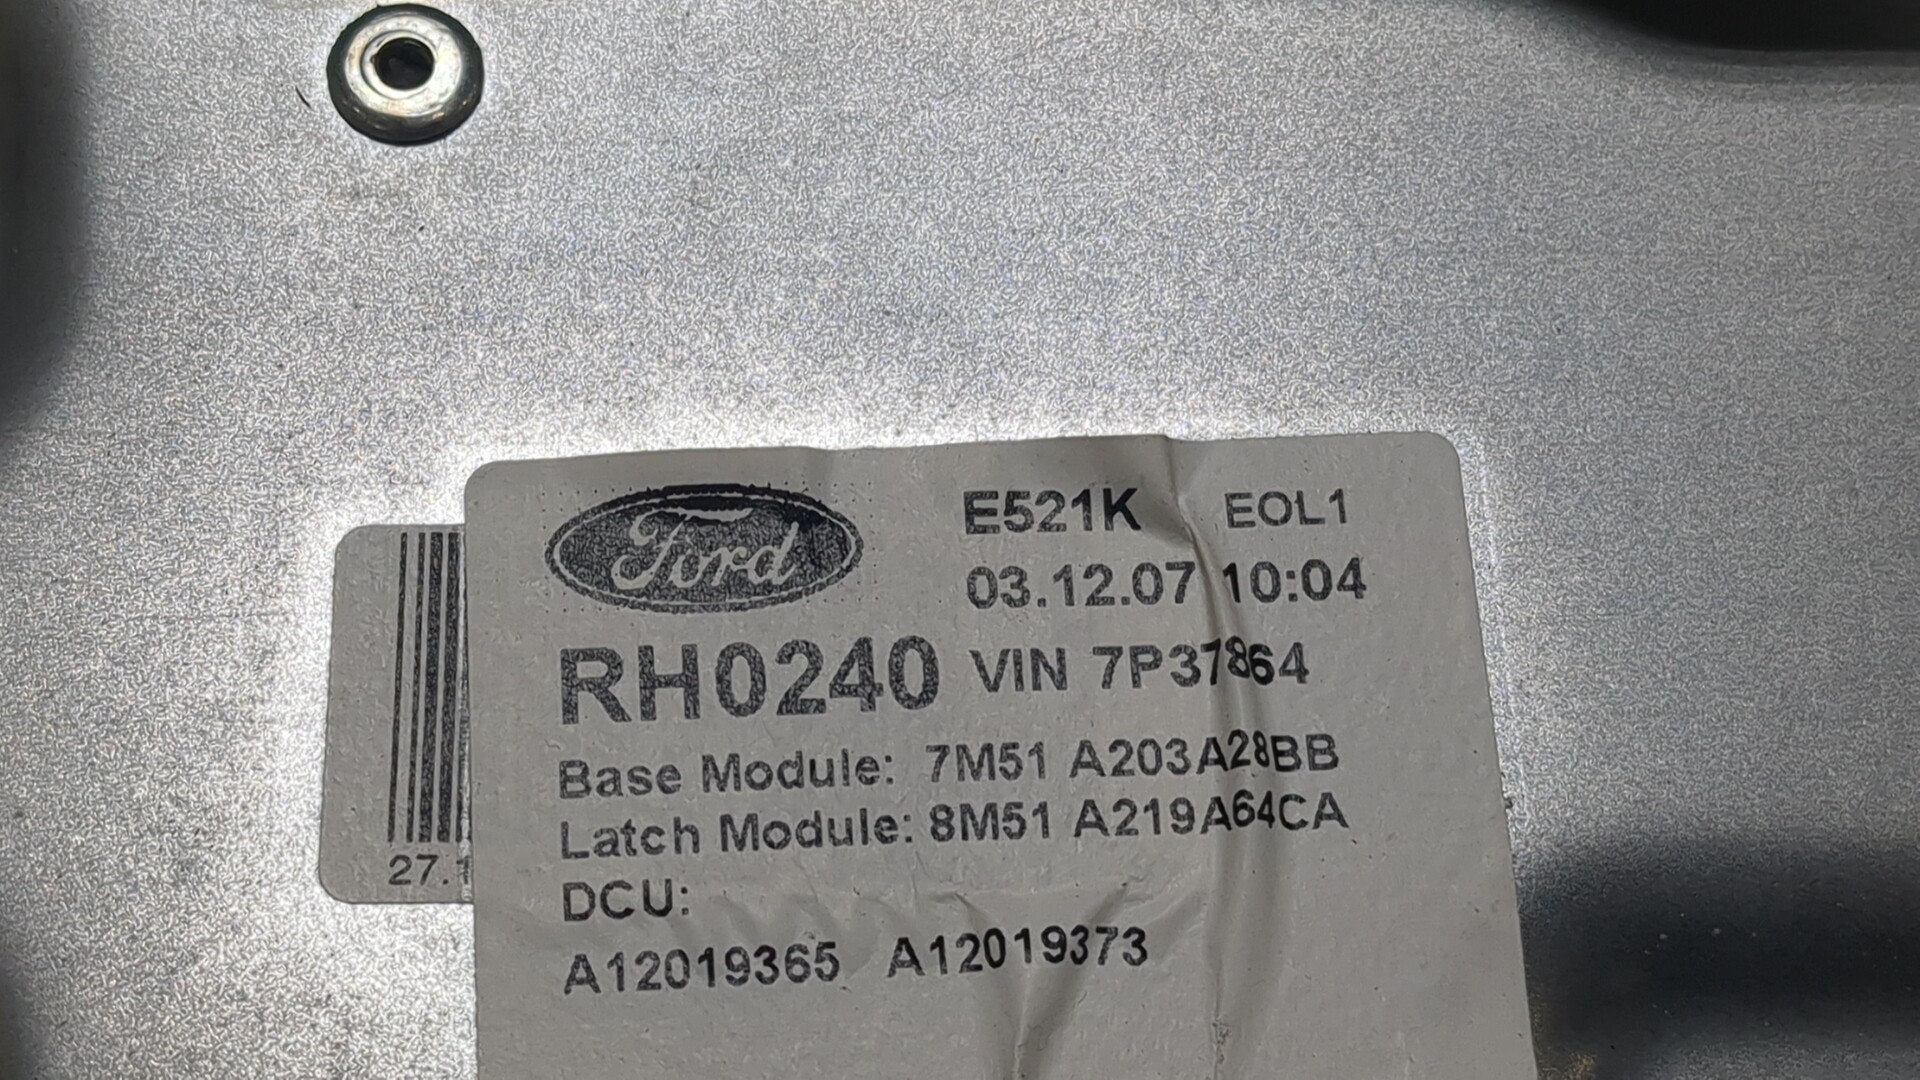 Ford
E521K EOL1
03.12.07 10:04
RH0240 VIN 7P37864
Base Module: 7M51 A203A28BB
Latch Module: 8M51 A219A64CA
DCU:
A12019365 A12019373
27.